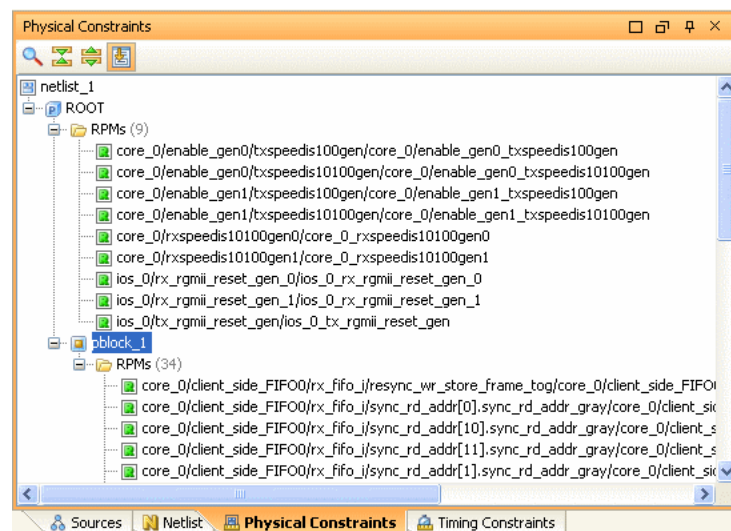 Physical Constraints
netlist_1
ROOT
RPMs (9)
core_0/enable_gen0/txspeedis100gen/core_0/enable_gen0_txspeedis100gen
core_0/enable_gen0/txspeedis10100gen/core_0/enable_gen0_txspeedis10100gen
core_0/enable_gen1/txspeedis100gen/core_0/enable_gen1_txspeedis100gen
core_0/enable_gen1/txspeedis10100gen/core_0/enable_gen1_txspeedis10100gen
core_0/rxspeedis10100gen0/core_0_rxspeedis10100gen0
core_0/rxspeedis10100gen1/core_0_rxspeedis10100gen1
ios_0/rx_rgmii_reset_gen_0/ios_0_rx_rgmii_reset_gen_0
ios_0/rx_rgmii_reset_gen_1/ios_0_rx_rgmii_reset_gen_1
ios_0/tx_rgmii_reset_gen/ios_0_tx_rgmii_reset_gen
pblock_1
RPMs (34)
core_0/client_side_FIFO0/rx_fifo_i/resync_wr_store_frame_tog/core_0/client_side_FIFO
core_0/client_side_FIFO0/rx_fifo_i/sync_rd_addr[0].sync_rd_addr_gray/core_0/client_sid
core_0/client_side_FIFO0/rx_fifo_i/sync_rd_addr[10].sync_rd_addr_gray/core_0/client_s
core_0/client_side_FIFO0/rx_fifo_i/sync_rd_addr[11].sync_rd_addr_gray/core_0/client_s
core_0/client_side_FIFO0/rx_fifo_i/sync_rd_addr[1].sync_rd_addr_gray/core_0/client_sid
Sources Netlist Physical Constraints Timing Constraints